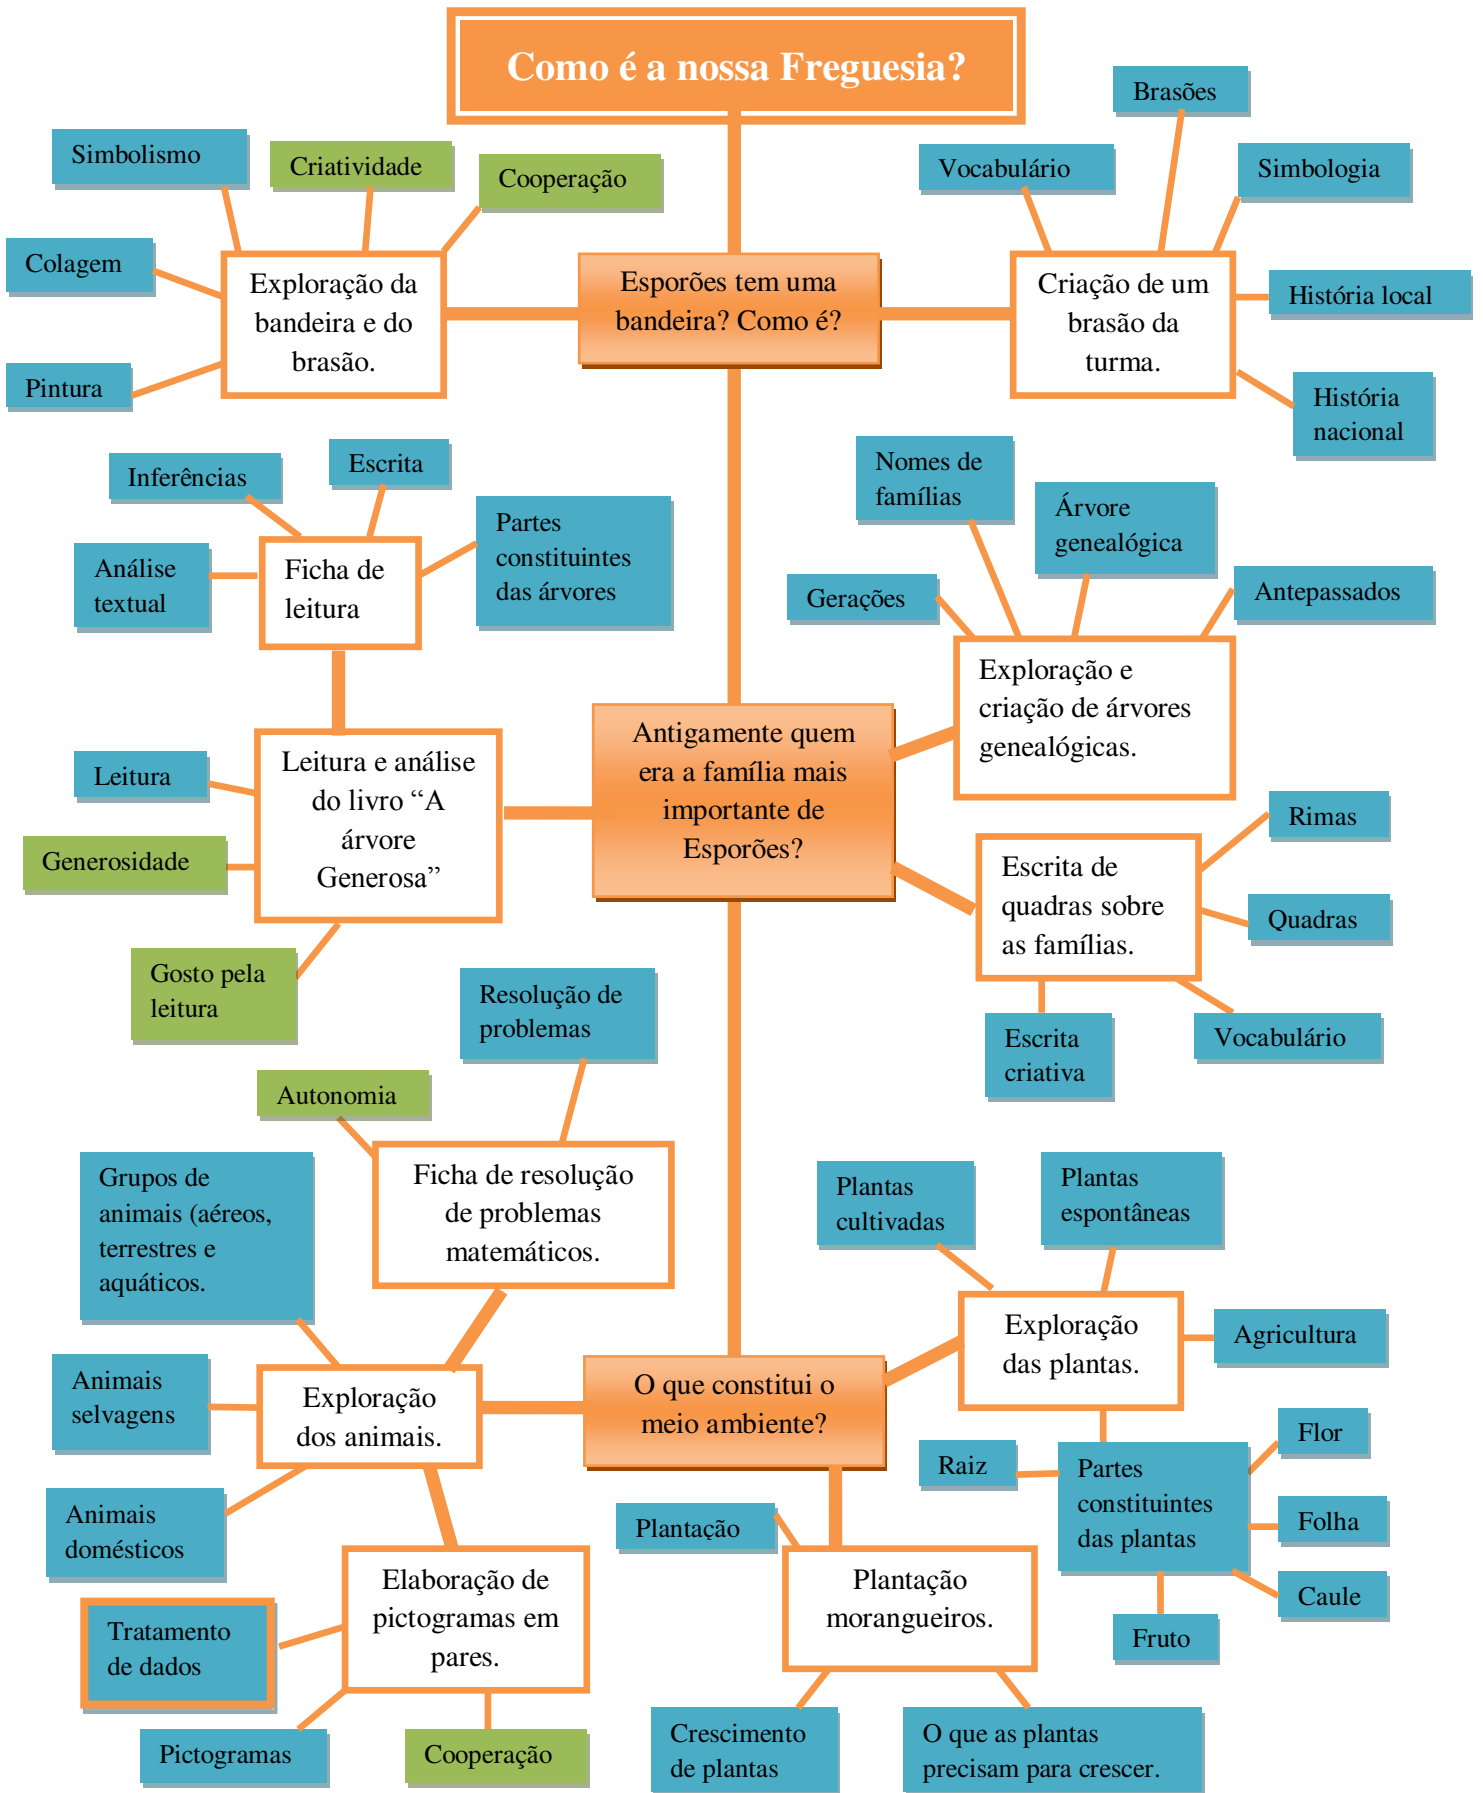 Como é a nossa Freguesia?
Simbolismo
Criatividade
Cooperação
Colagem
Pintura
Exploração da
bandeira e do
brasão.
Esporões tem uma
bandeira? Como é?
Brasões
Vocabulário
Simbologia
Criação de um
brasão da
turma.
História local
História
nacional
Inferências
Escrita
Análise
textual
Ficha de
leitura
Partes
constituintes
das árvores
Nomes de
famílias
Árvore
genealógica
Gerações
Antepassados
Exploração e
criação de árvores
genealógicas.
Antigamente quem
era a família mais
importante de
Esporões?
Leitura
Generosidade
Leitura e análise
do livro “A
árvore
Generosa”
Gosto pela
leitura
Rimas
Escrita de
quadras sobre
as famílias.
Quadras
Escrita
criativa
Vocabulário
Resolução de
problemas
Autonomia
Ficha de resolução
de problemas
matemáticos.
Grupos de
animais (aéreos,
terrestres e
aquáticos.
Animais
selvagens
Exploração
dos animais.
Animais
domésticos
O que constitui o
meio ambiente?
Plantas
cultivadas
Plantas
espontâneas
Exploração
das plantas.
Agricultura
Raiz
Partes
constituintes
das plantas
Flor
Folha
Caule
Fruto
Plantação
Plantação
morangueiros.
Crescimento
de plantas
O que as plantas
precisam para crescer.
Elaboração de
pictogramas em
pares.
Tratamento
de dados
Pictogramas
Cooperação